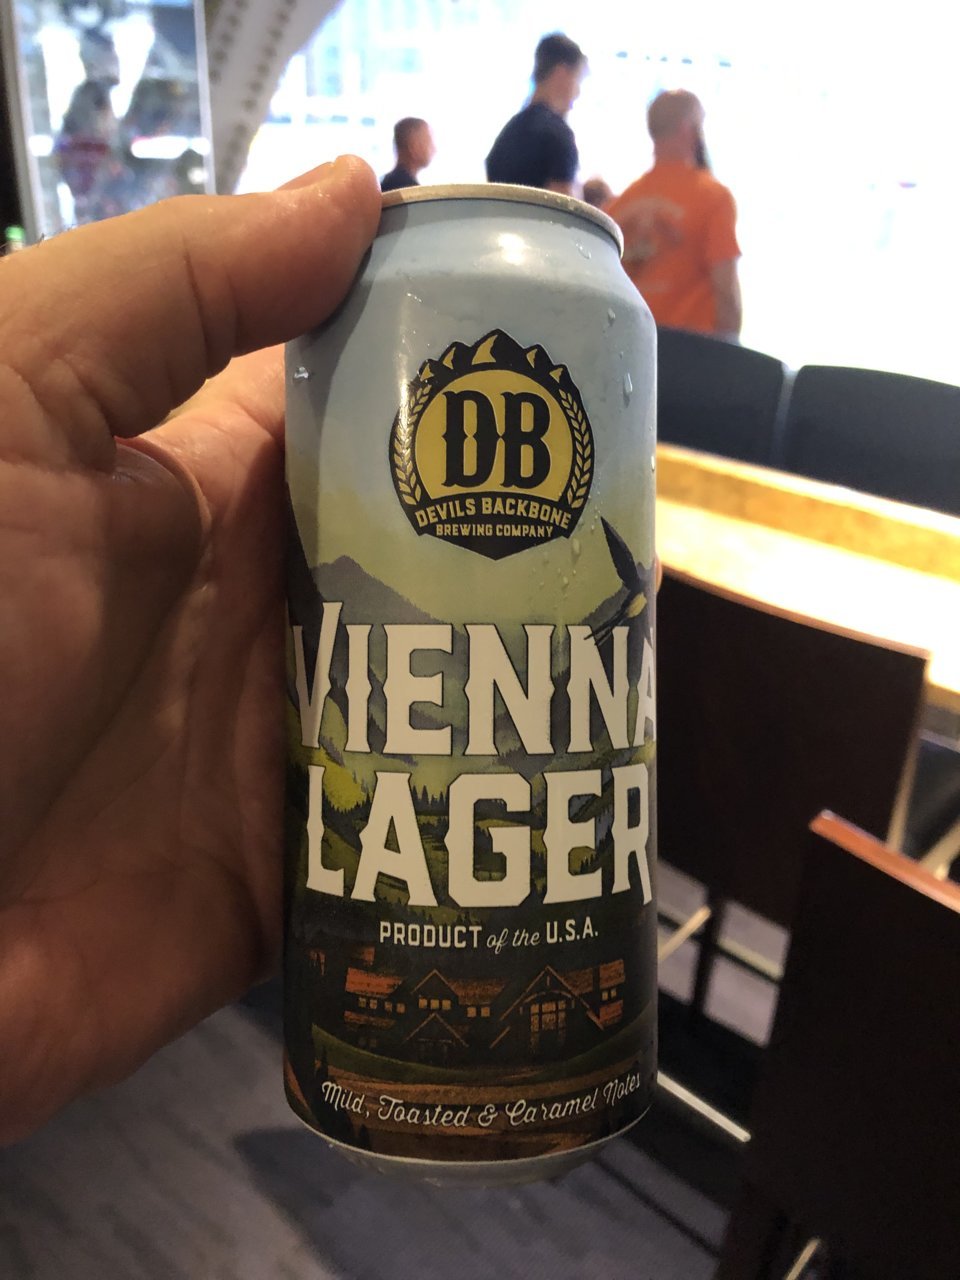 DB
DEVILS BACKBONE
BREWING COMPANY
VIENNA
LAGER
PRODUCT of the U.S.A.
Mild, Toasted & Caramel Notes